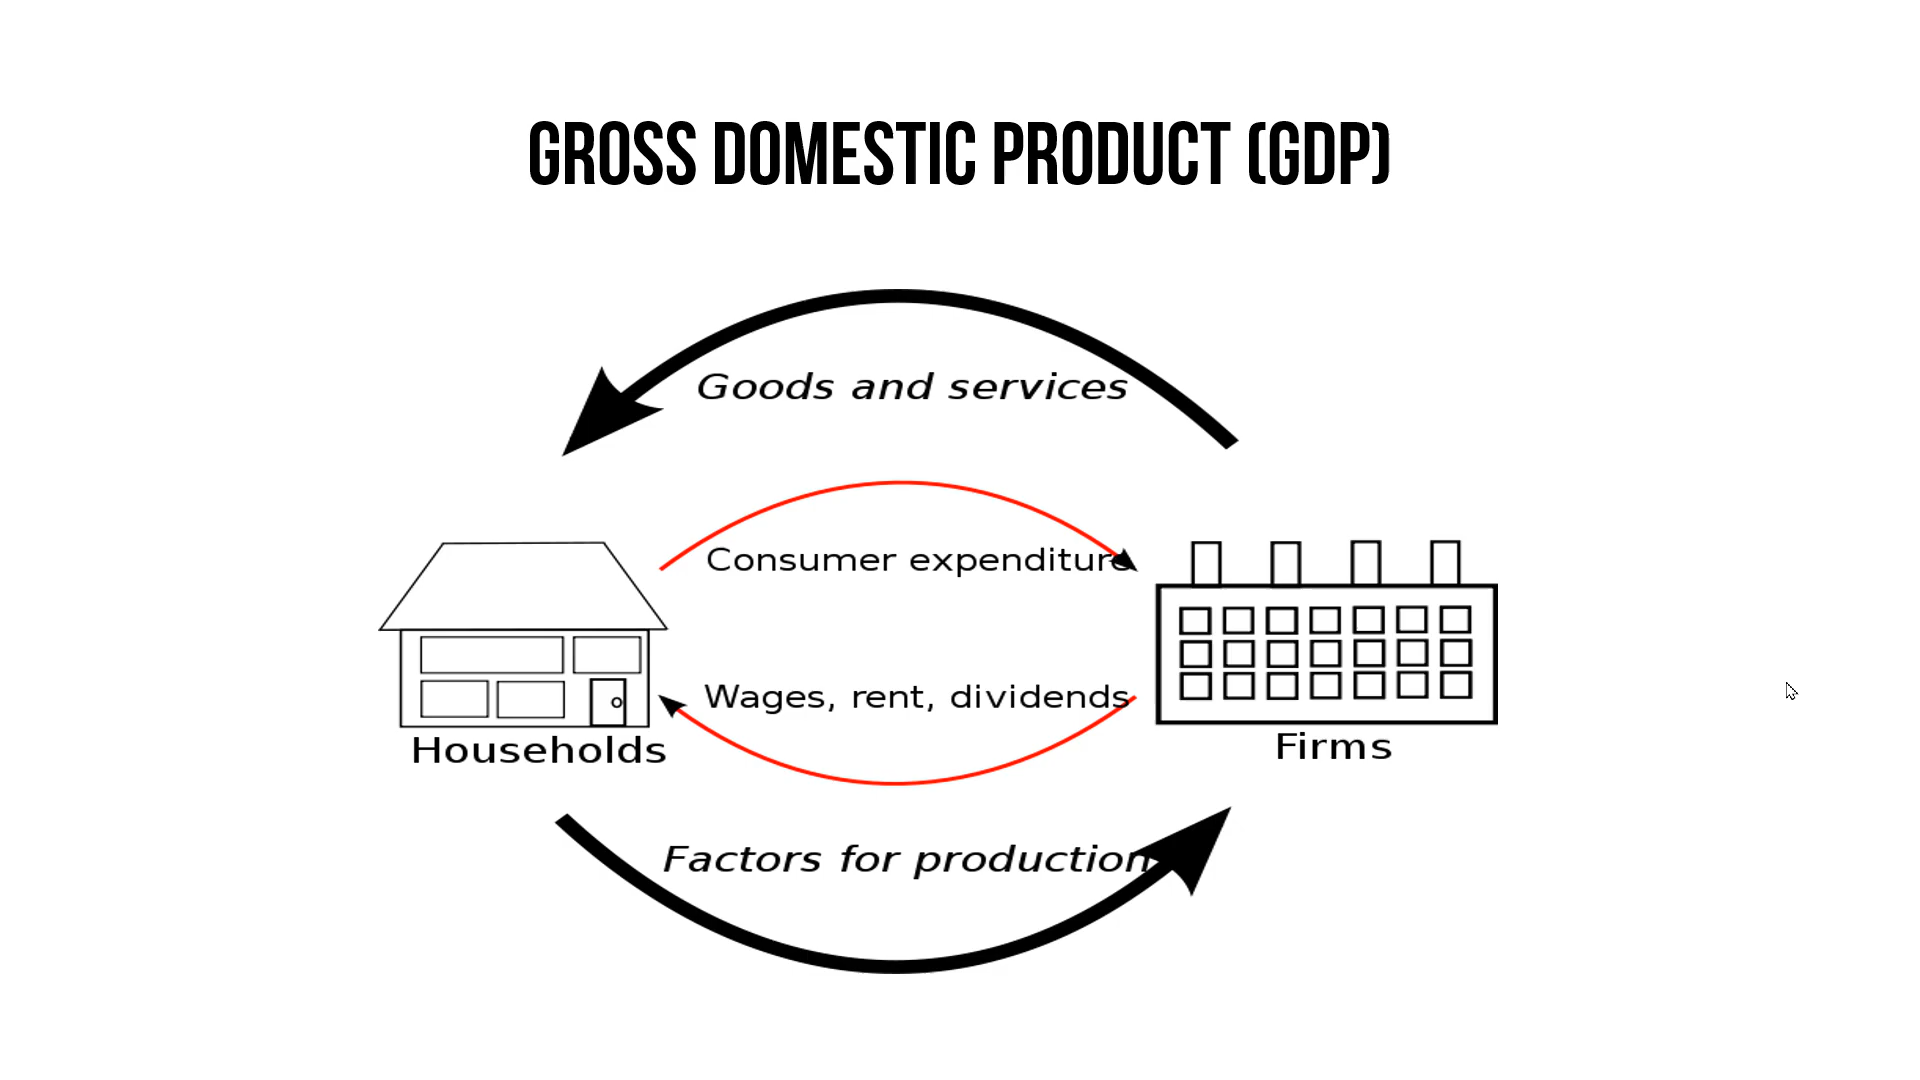 GROSS DOMESTIC PRODUCT (GDP)
Goods and services
Consumer expenditure
Wages, rent, dividends
Households
Firms
Factors for production